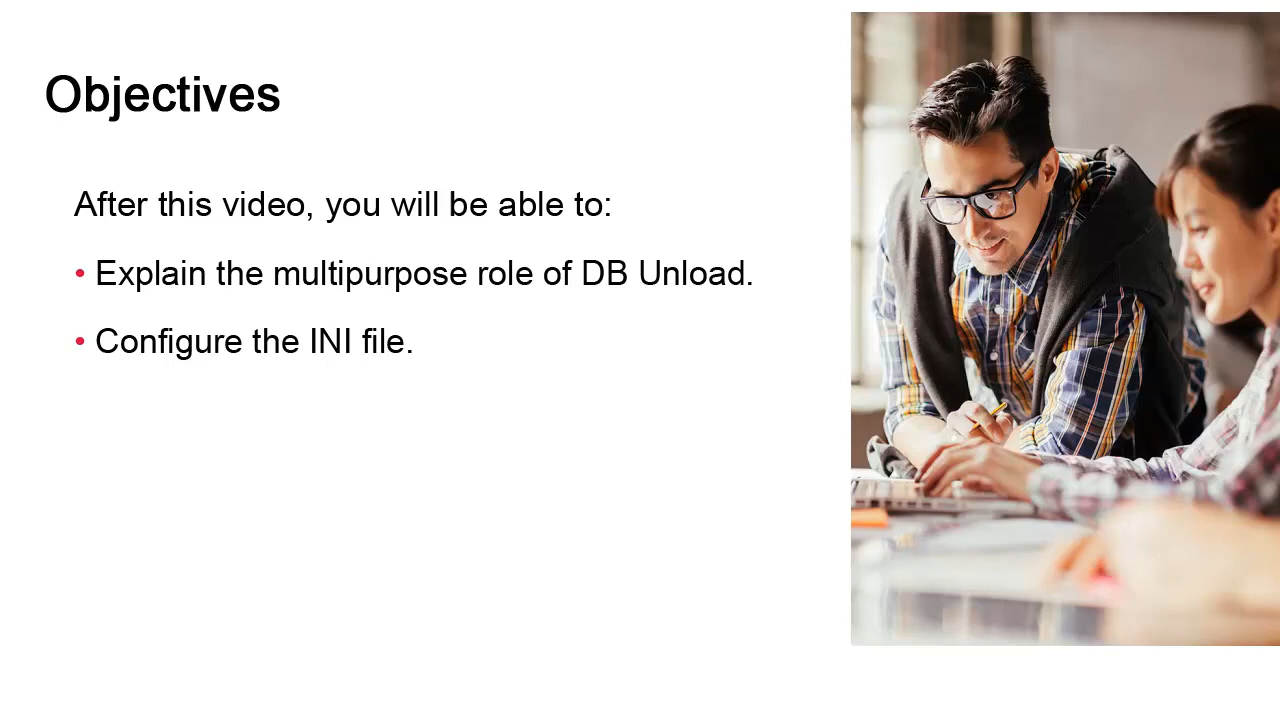 Objectives
After this video, you will be able to:
• Explain the multipurpose role of DB Unload.
• Configure the INI file.